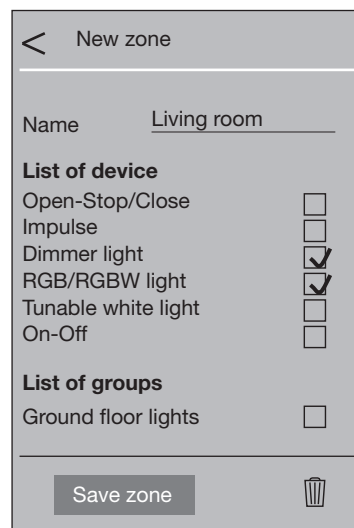 < New zone
Name Living room
List of device
Open-Stop/Close
Impulse
Dimmer light
RGB/RGBW light
Tunable white light
On-Off
List of groups
Ground floor lights
Save zone